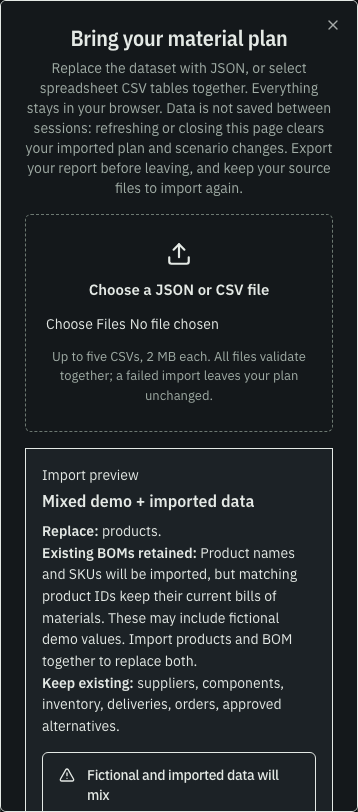 Bring your material plan
Replace the dataset with JSON, or select
spreadsheet CSV tables together. Everything
stays in your browser. Data is not saved between
sessions: refreshing or closing this page clears
your imported plan and scenario changes. Export
your report before leaving, and keep your source
files to import again.
Choose a JSON or CSV file
Choose Files No file chosen
Up to five CSVs, 2 MB each. All files validate
together; a failed import leaves your plan
unchanged.
Import preview
Mixed demo + imported data
Replace: products.
Existing BOMs retained: Product names
and SKUs will be imported, but matching
product IDs keep their current bills of
materials. These may include fictional
demo values. Import products and BOM
together to replace both.
Keep existing: suppliers, components,
inventory, deliveries, orders, approved
alternatives.
Fictional and imported data will
mix